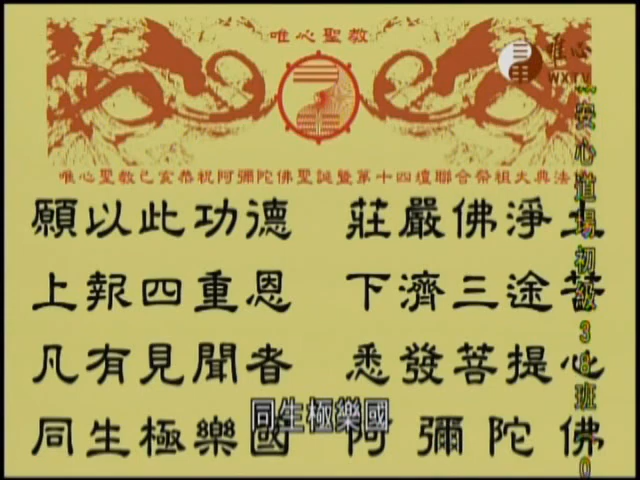 唯心聖教
唯心
WXTV
唯心聖教己亥恭祝阿彌陀佛聖誕暨第十四壇聯合祭祖大典法
願以此功德 莊嚴佛淨土
上報四重恩 下濟三途苦
凡有見聞者 悉發菩提心
同生極樂國 阿彌陀佛
同生極樂國
安心道場初級36班